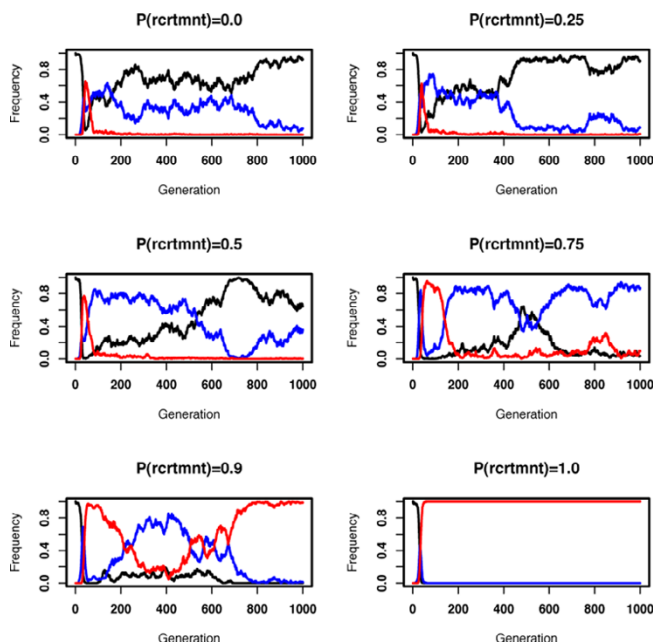 P(rcrtmnt)=0.0
Frequency
0.0 0.4 0.8
0 200 400 600 800 1000
Generation
P(rcrtmnt)=0.25
Frequency
0.0 0.4 0.8
0 200 400 600 800 1000
Generation
P(rcrtmnt)=0.5
Frequency
0.0 0.4 0.8
0 200 400 600 800 1000
Generation
P(rcrtmnt)=0.75
Frequency
0.0 0.4 0.8
0 200 400 600 800 1000
Generation
P(rcrtmnt)=0.9
Frequency
0.0 0.4 0.8
0 200 400 600 800 1000
Generation
P(rcrtmnt)=1.0
Frequency
0.0 0.4 0.8
0 200 400 600 800 1000
Generation